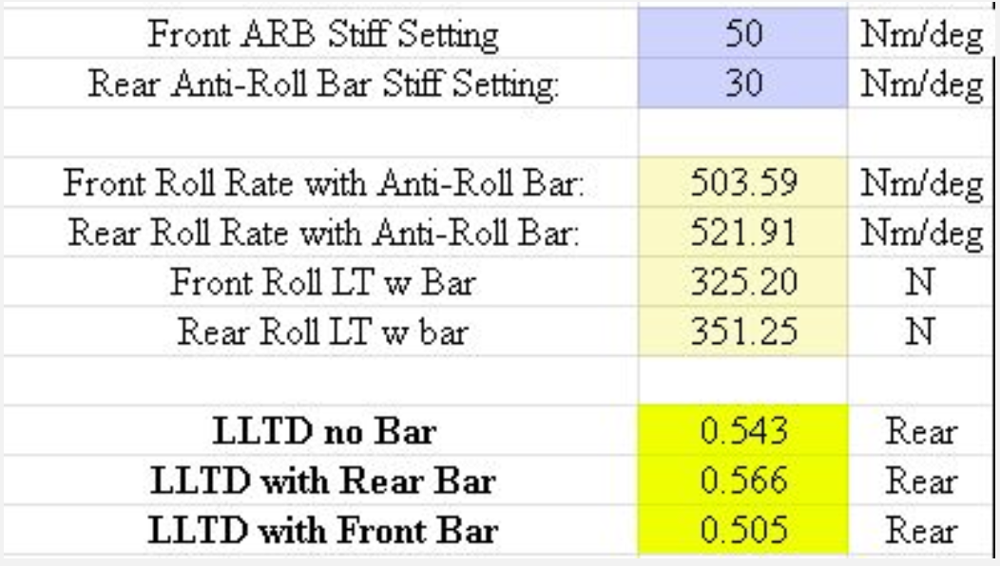 Front ARB Stiff Setting 50 Nm/deg
Rear Anti-Roll Bar Stiff Setting: 30 Nm/deg
Front Roll Rate with Anti-Roll Bar: 503.59 Nm/deg
Rear Roll Rate with Anti-Roll Bar: 521.91 Nm/deg
Front Roll LT w Bar 325.20 N
Rear Roll LT w bar 351.25 N
LLTD no Bar 0.543 Rear
LLTD with Rear Bar 0.566 Rear
LLTD with Front Bar 0.505 Rear